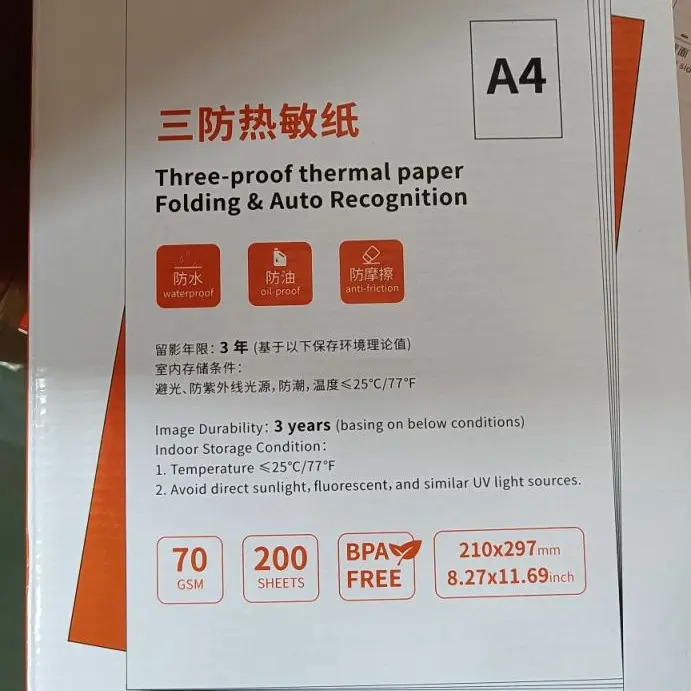 A4
三防热敏纸
Three-proof thermal paper
Folding & Auto Recognition
防水
waterproof
防油
oil-proof
防摩擦
anti-friction
留影年限：3 年 (基于以下保存环境理论值)
室内存储条件：
避光、防紫外线光源，防潮，温度≤25℃/77℉
Image Durability: 3 years (basing on below conditions)
Indoor Storage Condition:
1. Temperature ≤25℃/77℉
2. Avoid direct sunlight, fluorescent, and similar UV light sources.
70
GSM
200
SHEETS
BPA
FREE
210x297mm
8.27x11.69inch